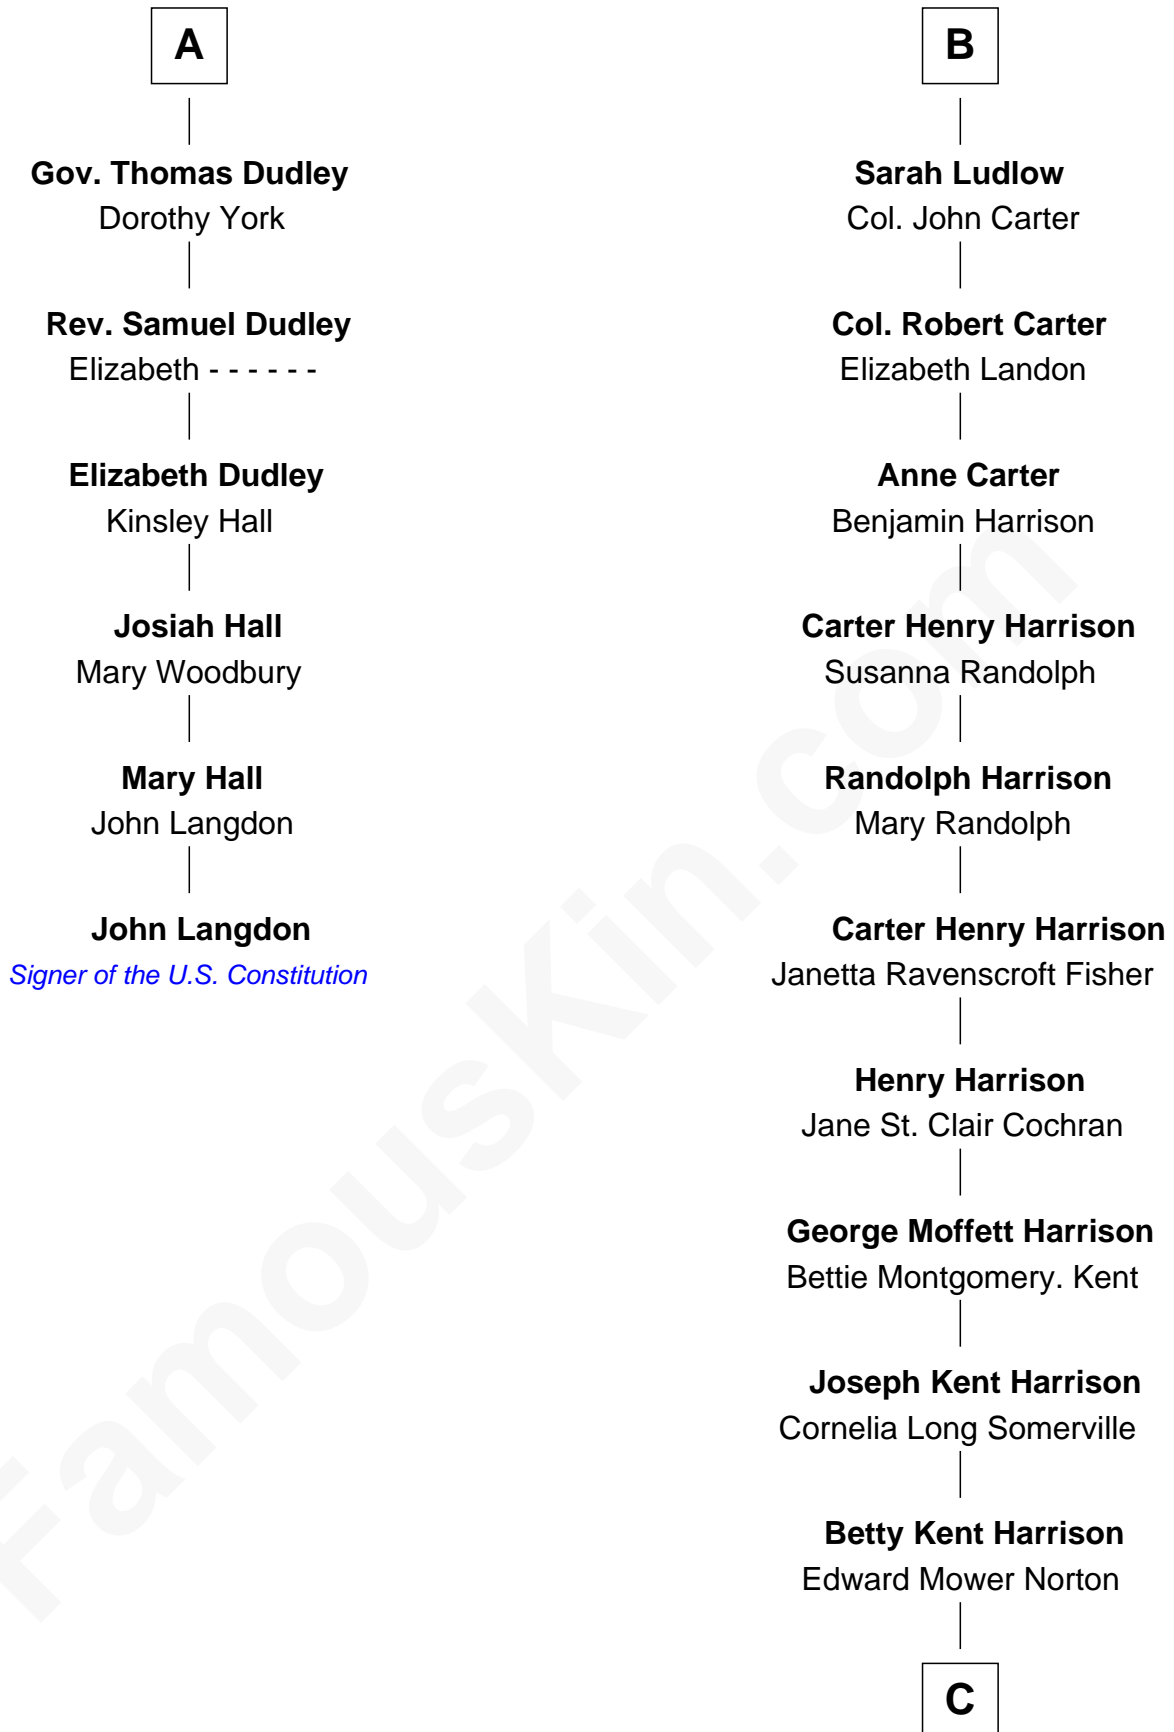 A
Gov. Thomas Dudley
Dorothy York
Rev. Samuel Dudley
Elizabeth - - - - - -
Elizabeth Dudley
Kinsley Hall
Josiah Hall
Mary Woodbury
Mary Hall
John Langdon
John Langdon
Signer of the U.S. Constitution
B
Sarah Ludlow
Col. John Carter
Col. Robert Carter
Elizabeth Landon
Anne Carter
Benjamin Harrison
Carter Henry Harrison
Susanna Randolph
Randolph Harrison
Mary Randolph
Carter Henry Harrison
Janetta Ravenscroft Fisher
Henry Harrison
Jane St. Clair Cochran
George Moffett Harrison
Bettie Montgomery. Kent
Joseph Kent Harrison
Cornelia Long Somerville
Betty Kent Harrison
Edward Mower Norton
C
FamousKin.com